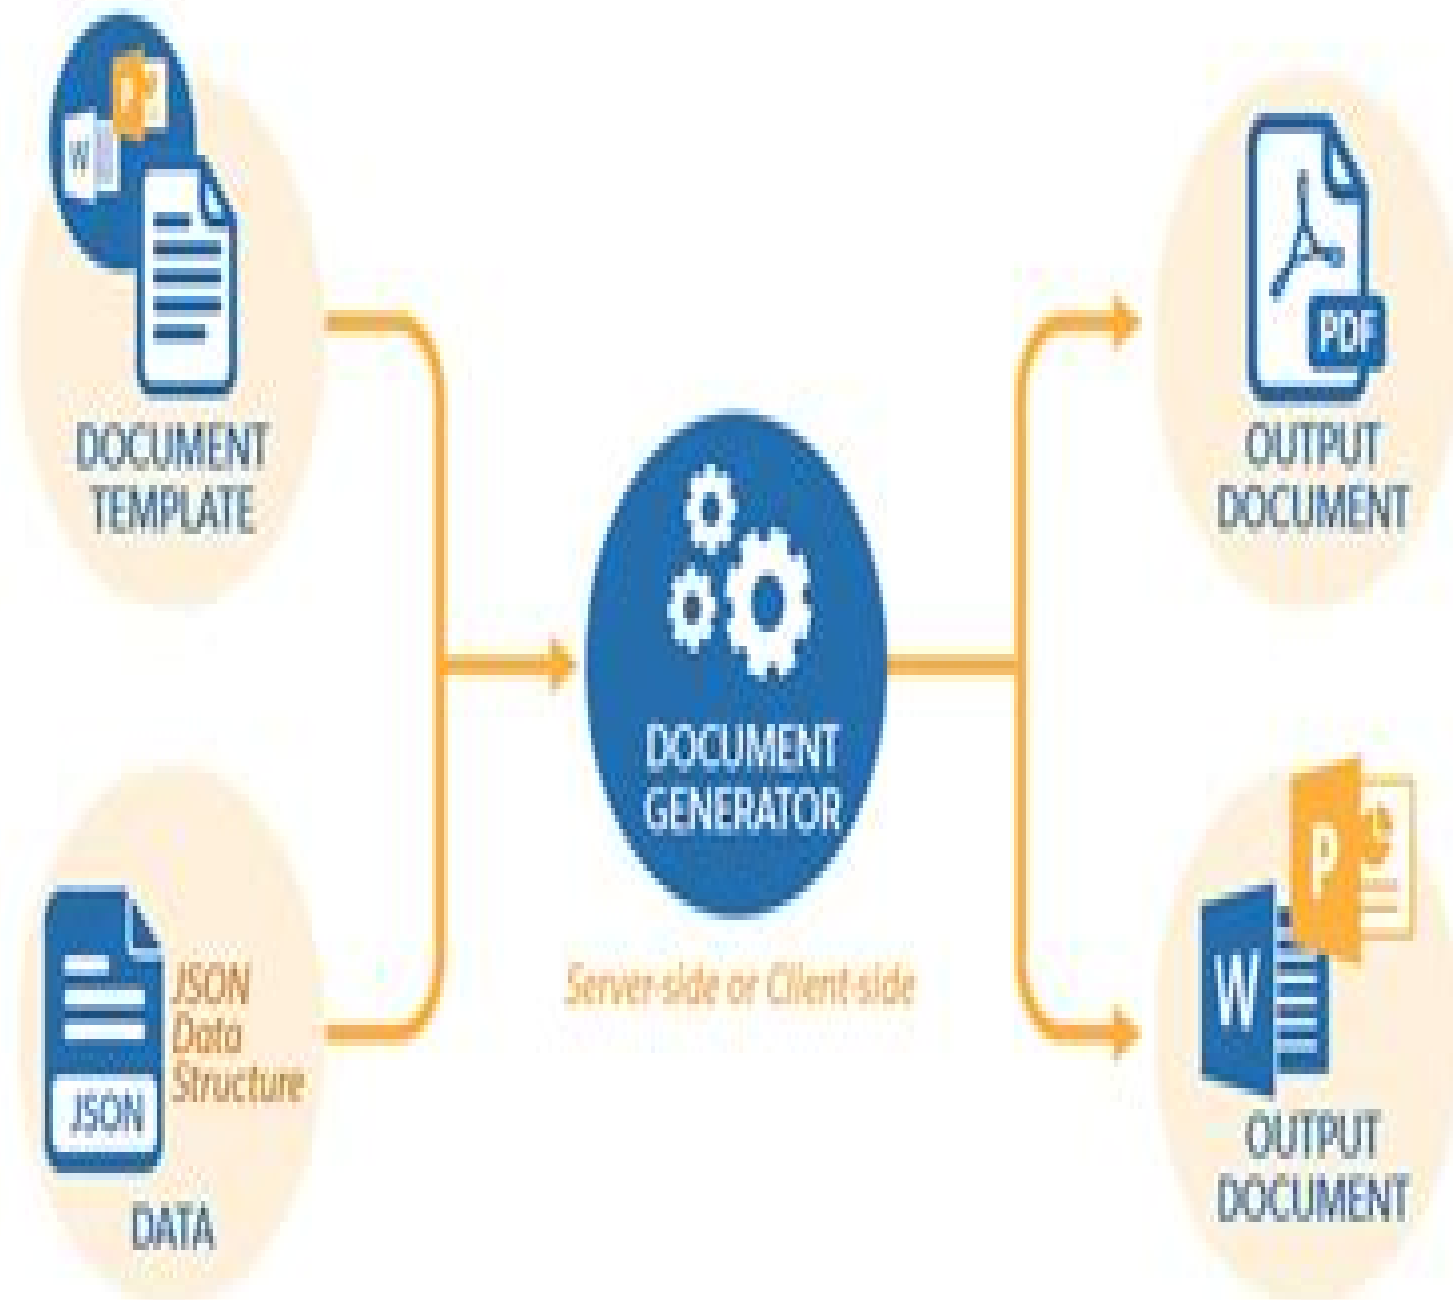 P
W
DOCUMENT
TEMPLATE
JSON
Data
Structure
JSON
DATA
DOCUMENT
GENERATOR
Server-side or Client-side
PDF
OUTPUT
DOCUMENT
P
W
OUTPUT
DOCUMENT